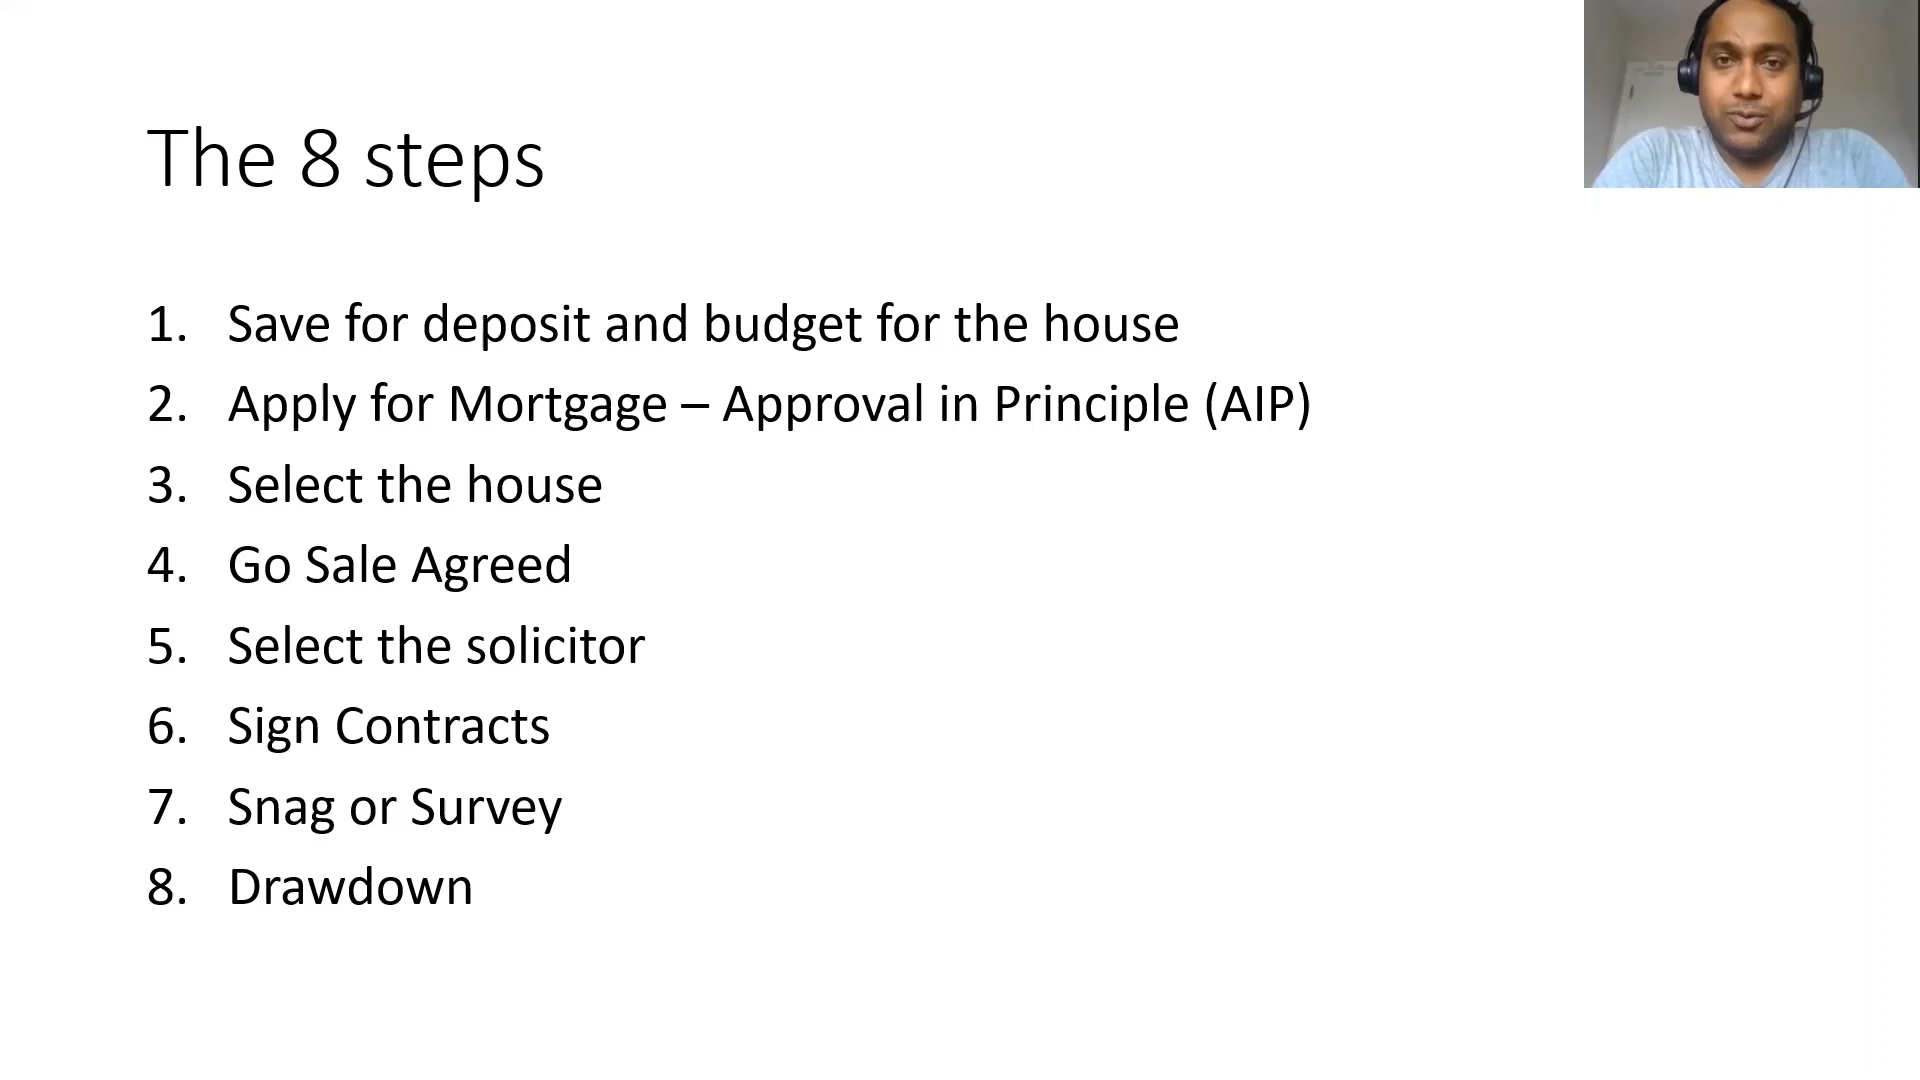 The 8 steps
1. Save for deposit and budget for the house
2. Apply for Mortgage – Approval in Principle (AIP)
3. Select the house
4. Go Sale Agreed
5. Select the solicitor
6. Sign Contracts
7. Snag or Survey
8. Drawdown